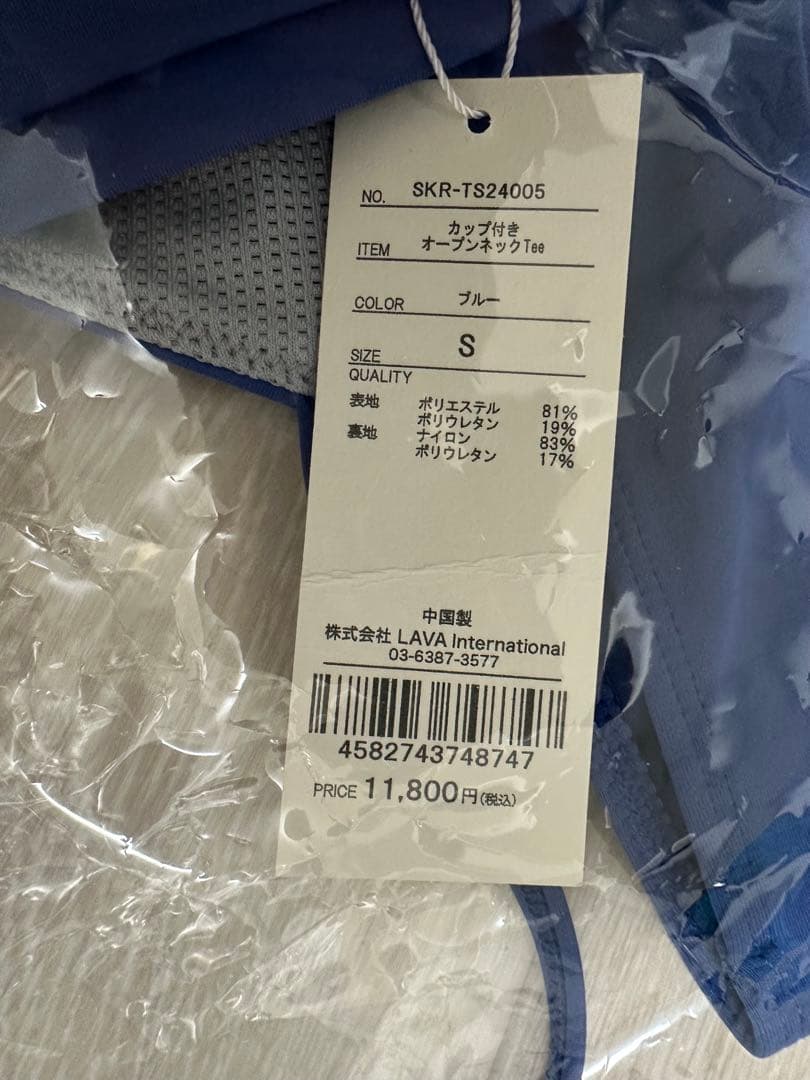 NO. SKR-TS24005
カップ付き
ITEM オープンネックTee
COLOR ブルー
SIZE S
QUALITY
表地 ポリエステル 81%
ポリウレタン 19%
裏地 ナイロン 83%
ポリウレタン 17%
中国製
株式会社 LAVA International
03-6387-3577
4582743748747
PRICE 11,800円(税込)